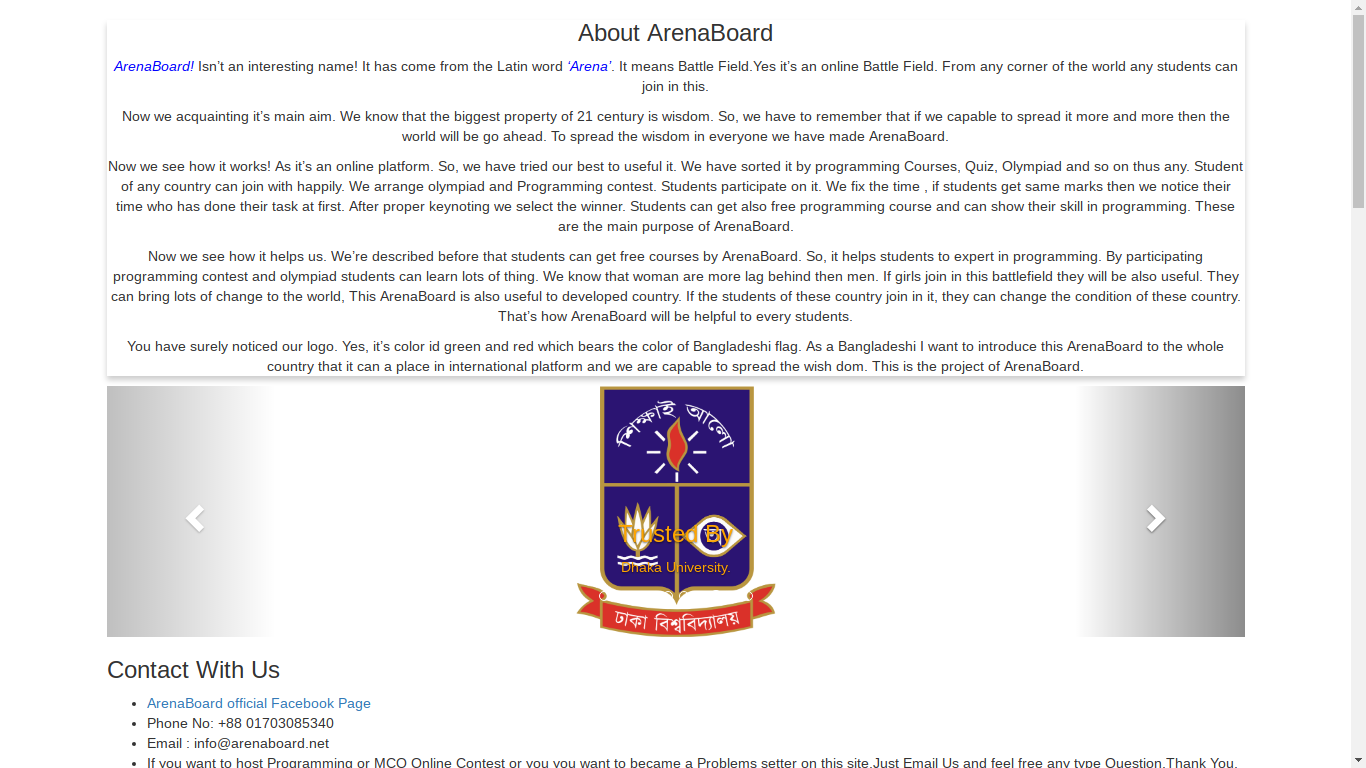 About ArenaBoard
ArenaBoard! Isn’t an interesting name! It has come from the Latin word ‘Arena’. It means Battle Field.Yes it’s an online Battle Field. From any corner of the world any students can
join in this.
Now we acquainting it’s main aim. We know that the biggest property of 21 century is wisdom. So, we have to remember that if we capable to spread it more and more then the
world will be go ahead. To spread the wisdom in everyone we have made ArenaBoard.
Now we see how it works! As it’s an online platform. So, we have tried our best to useful it. We have sorted it by programming Courses, Quiz, Olympiad and so on thus any. Student
of any country can join with happily. We arrange olympiad and Programming contest. Students participate on it. We fix the time , if students get same marks then we notice their
time who has done their task at first. After proper keynoting we select the winner. Students can get also free programming course and can show their skill in programming. These
are the main purpose of ArenaBoard.
Now we see how it helps us. We’re described before that students can get free courses by ArenaBoard. So, it helps students to expert in programming. By participating
programming contest and olympiad students can learn lots of thing. We know that woman are more lag behind then men. If girls join in this battlefield they will be also useful. They
can bring lots of change to the world, This ArenaBoard is also useful to developed country. If the students of these country join in it, they can change the condition of these country.
That’s how ArenaBoard will be helpful to every students.
You have surely noticed our logo. Yes, it’s color id green and red which bears the color of Bangladeshi flag. As a Bangladeshi I want to introduce this ArenaBoard to the whole
country that it can a place in international platform and we are capable to spread the wish dom. This is the project of ArenaBoard.
শিক্ষাই আলো
Trusted By
Dhaka University.
ঢাকা বিশ্ববিদ্যালয়
Contact With Us
ArenaBoard official Facebook Page
Phone No: +88 01703085340
Email : info@arenaboard.net
If you want to host Programming or MCQ Online Contest or you you want to became a Problems setter on this site.Just Email Us and feel free any type Question.Thank You.